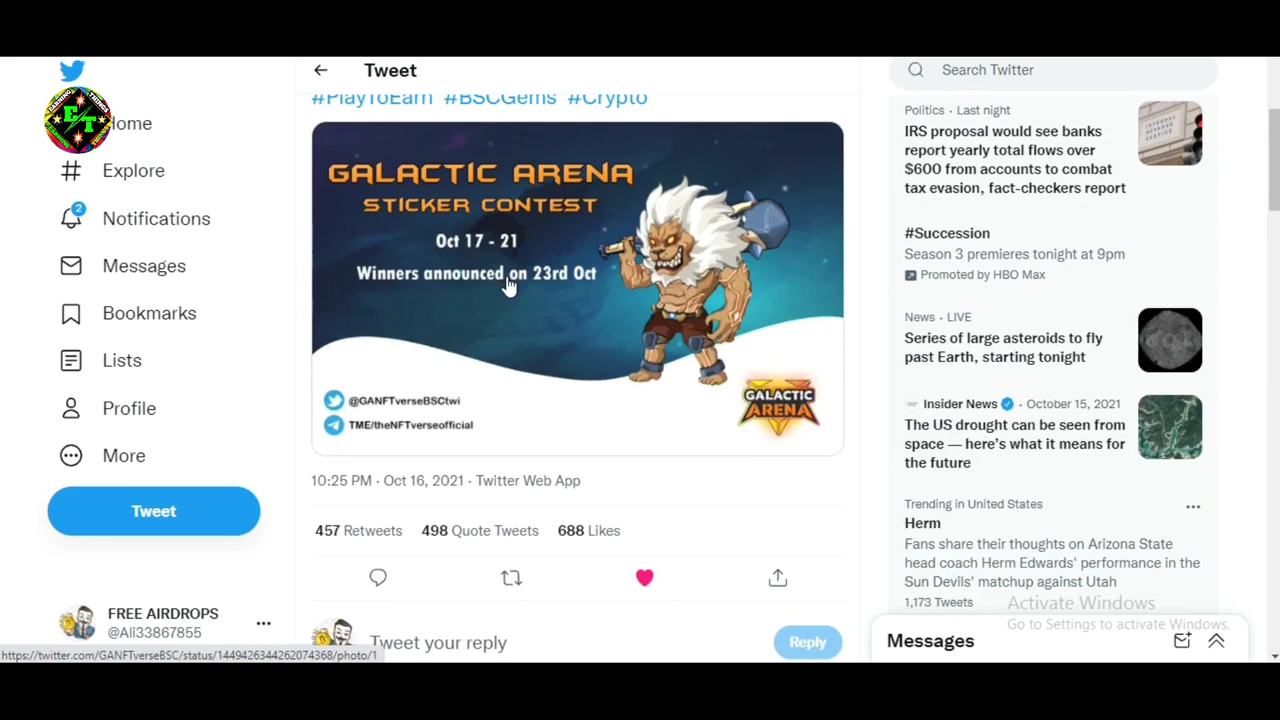 Home
Explore
2
Notifications
Messages
Bookmarks
Lists
Profile
More
Tweet
FREE AIRDROPS
@Ali33867855
https://twitter.com/GANFTverseBSC/status/1449426344262074368/photo/1
EARNING
THINGS
ET
Tweet
#PlayToEarn #BSCGems #Crypto
GALACTIC ARENA
STICKER CONTEST
Oct 17 - 21
Winners announced on 23rd Oct
@GANFTverseBSCtwi
TME/theNFTverseofficial
GALACTIC
ARENA
10:25 PM · Oct 16, 2021 · Twitter Web App
457 Retweets 498 Quote Tweets 688 Likes
Tweet your reply
Reply
Search Twitter
Politics · Last night
IRS proposal would see banks
report yearly total flows over
$600 from accounts to combat
tax evasion, fact-checkers report
#Succession
Season 3 premieres tonight at 9pm
Promoted by HBO Max
News · LIVE
Series of large asteroids to fly
past Earth, starting tonight
Insider News · October 15, 2021
The US drought can be seen from
space — here's what it means for
the future
Trending in United States
Herm
Fans share their thoughts on Arizona State
head coach Herm Edwards' performance in the
Sun Devils' matchup against Utah
1,173 Tweets
Activate Windows
Go to Settings to activate Windows.
Messages